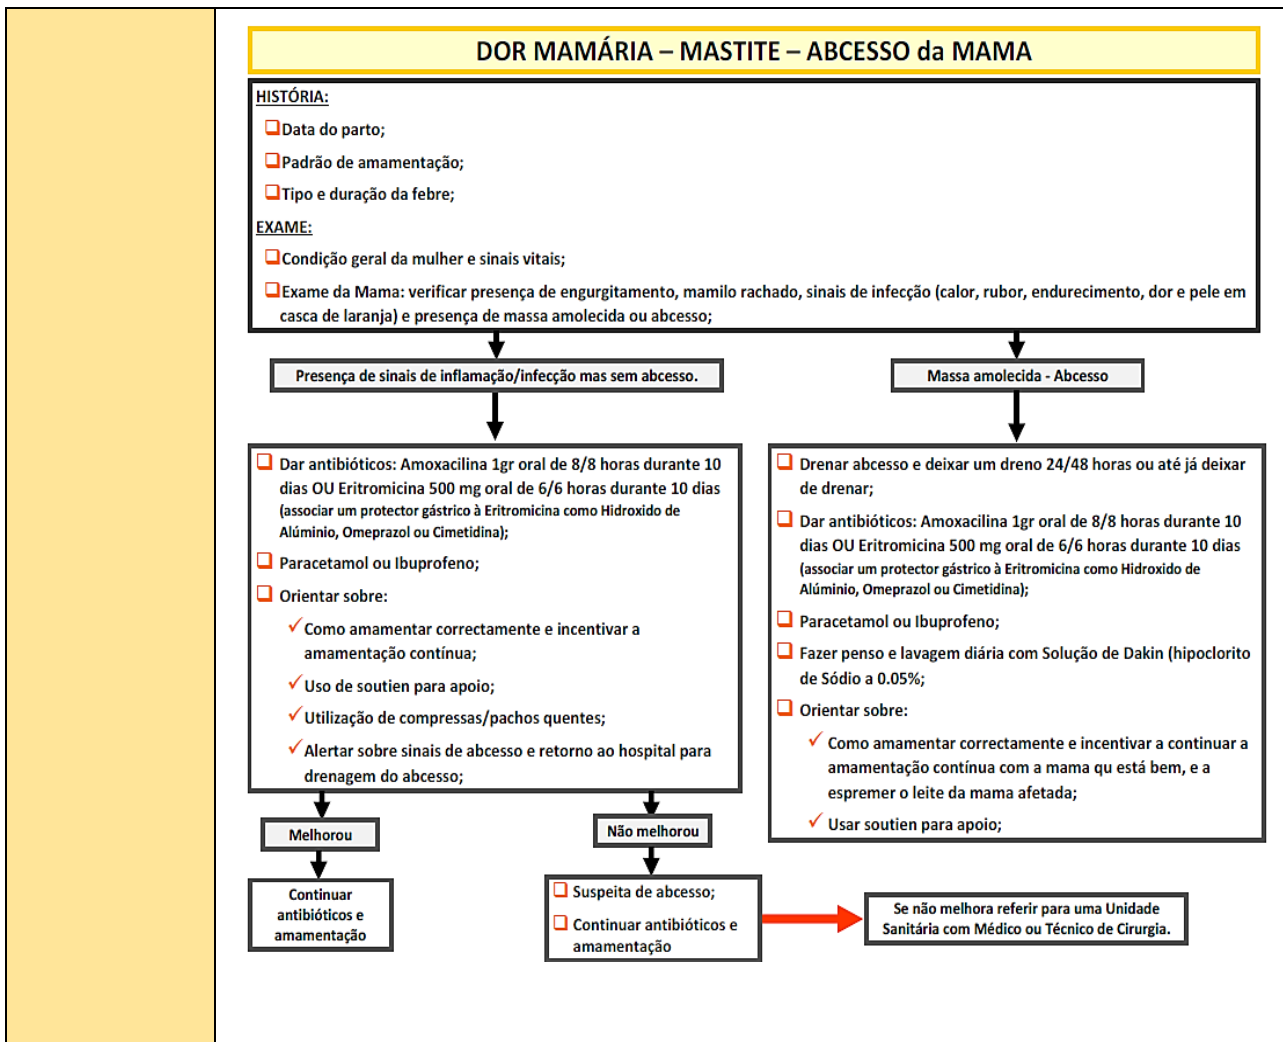 DOR MAMÁRIA – MASTITE – ABCESSO da MAMA
HISTÓRIA:
Data do parto;
Padrão de amamentação;
Tipo e duração da febre;
EXAME:
Condição geral da mulher e sinais vitais;
Exame da Mama: verificar presença de engurgitamento, mamilo rachado, sinais de infecção (calor, rubor, endurecimento, dor e pele em
casca de laranja) e presença de massa amolecida ou abcesso;
Presença de sinais de inflamação/infecção mas sem abcesso.
Massa amolecida - Abcesso
Dar antibióticos: Amoxacilina 1gr oral de 8/8 horas durante 10
dias OU Eritromicina 500 mg oral de 6/6 horas durante 10 dias
(associar um protector gástrico à Eritromicina como Hidroxido de
Alúminio, Omeprazol ou Cimetidina);
Paracetamol ou Ibuprofeno;
Orientar sobre:
Como amamentar correctamente e incentivar a
amamentação contínua;
Uso de soutien para apoio;
Utilização de compressas/pachos quentes;
Alertar sobre sinais de abcesso e retorno ao hospital para
drenagem do abcesso;
Drenar abcesso e deixar um dreno 24/48 horas ou até já deixar
de drenar;
Dar antibióticos: Amoxacilina 1gr oral de 8/8 horas durante 10
dias OU Eritromicina 500 mg oral de 6/6 horas durante 10 dias
(associar um protector gástrico à Eritromicina como Hidroxido de
Alúminio, Omeprazol ou Cimetidina);
Paracetamol ou Ibuprofeno;
Fazer penso e lavagem diária com Solução de Dakin (hipoclorito
de Sódio a 0.05%;
Orientar sobre:
Como amamentar correctamente e incentivar a continuar a
amamentação contínua com a mama qu está bem, e a
espremer o leite da mama afetada;
Usar soutien para apoio;
Melhorou
Não melhorou
Continuar
antibióticos e
amamentação
Suspeita de abcesso;
Continuar antibióticos e
amamentação
Se não melhora referir para uma Unidade
Sanitária com Médico ou Técnico de Cirurgia.